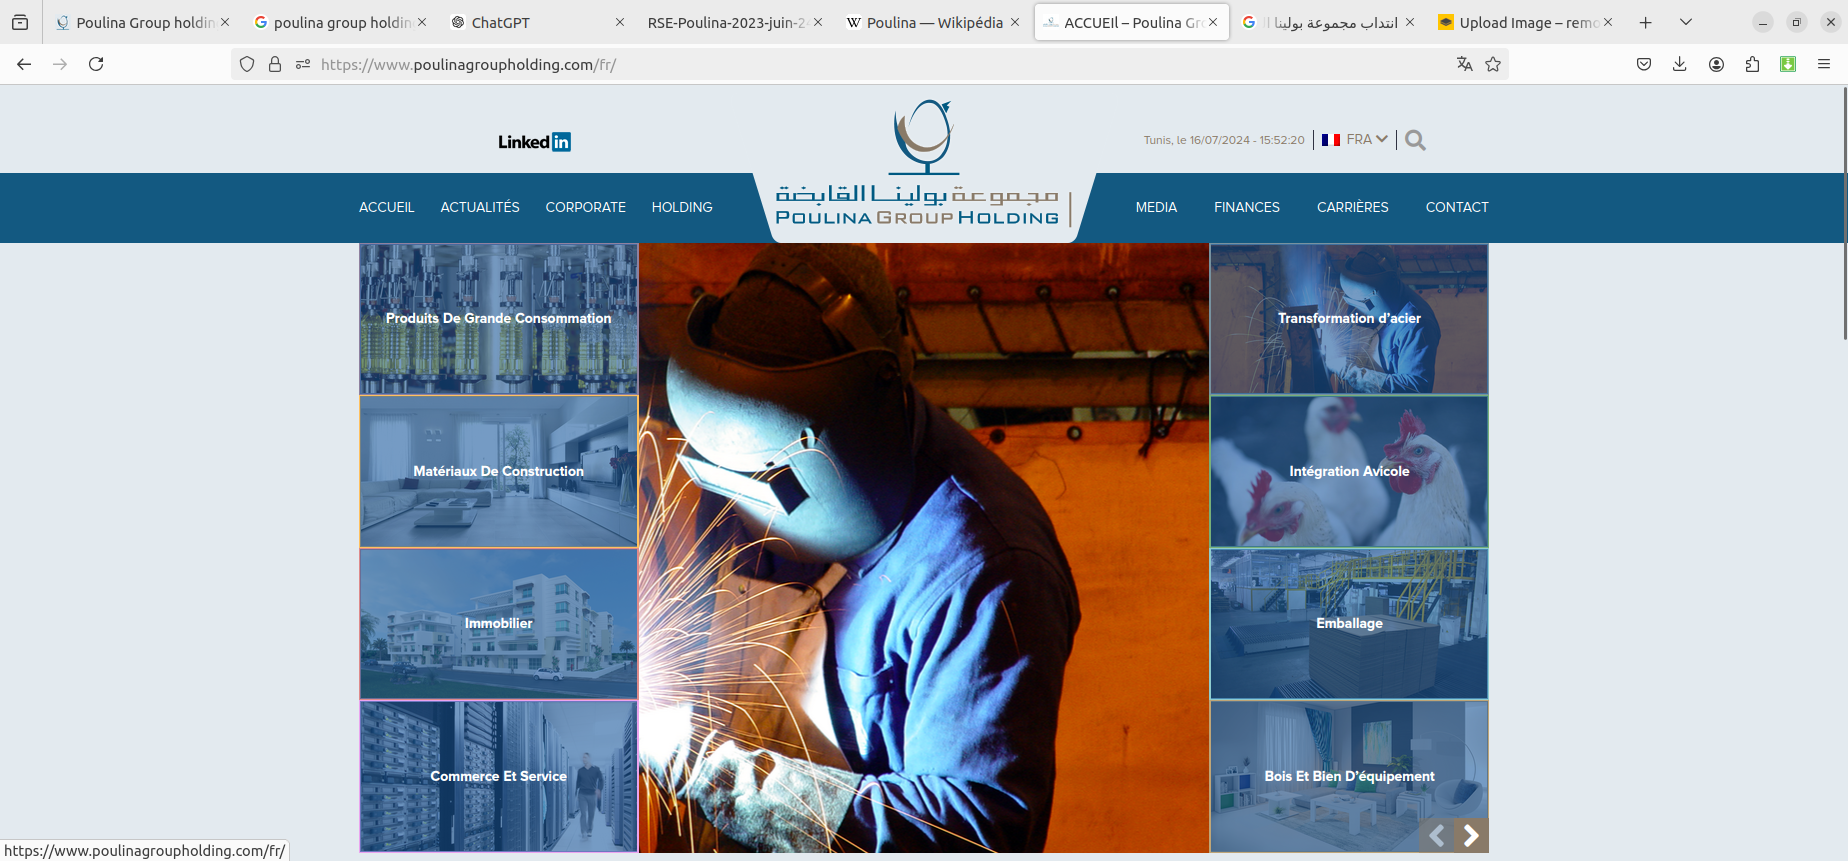 Poulina Group holdin
poulina group holdin
ChatGPT
RSE-Poulina-2023-juin-2
Poulina — Wikipédia
ACCUEIl – Poulina Gr
انتداب مجموعة بولينا ال
Upload Image – remo
https://www.poulinagroupholding.com/fr/
Linked in
Tunis, le 16/07/2024 - 15:52:20
FRA
ACCUEIL
ACTUALITÉS
CORPORATE
HOLDING
مجموعة بولينا القابضة
POULINA GROUP HOLDING
MEDIA
FINANCES
CARRIÈRES
CONTACT
Produits De Grande Consommation
Transformation d'acier
Matériaux De Construction
Intégration Avicole
Immobilier
Emballage
Commerce Et Service
Bois Et Bien D'équipement
https://www.poulinagroupholding.com/fr/